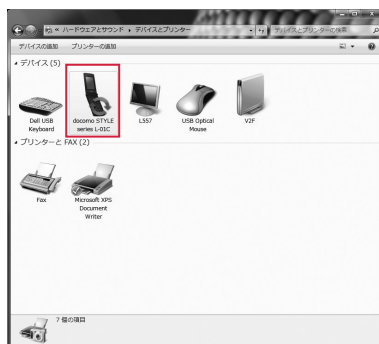 « ハードウェアとサウンド ▸ デバイスとプリンター
デバイスとプリンターの検索
デバイスの追加 プリンターの追加
デバイス (5)
Dell USB Keyboard
docomo STYLE series L-01C
L557
USB Optical Mouse
V2F
プリンターと FAX (2)
Fax
Microsoft XPS Document Writer
7 個の項目